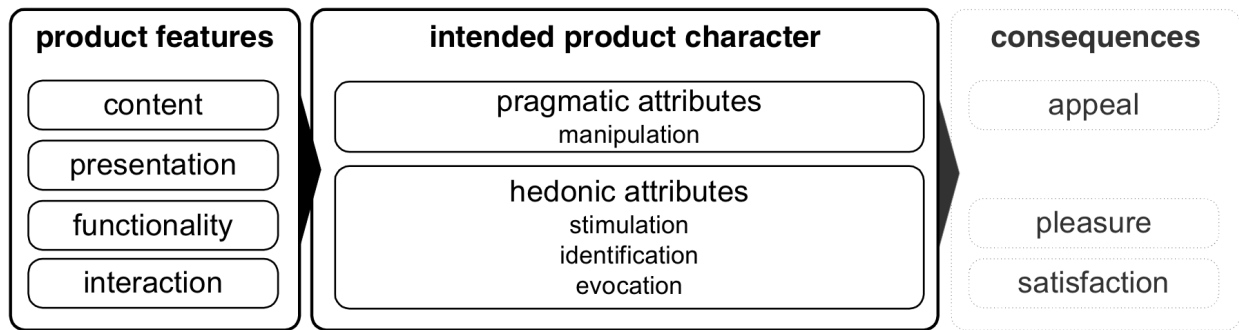 product features
content
presentation
functionality
interaction
intended product character
pragmatic attributes
manipulation
hedonic attributes
stimulation
identification
evocation
consequences
appeal
pleasure
satisfaction